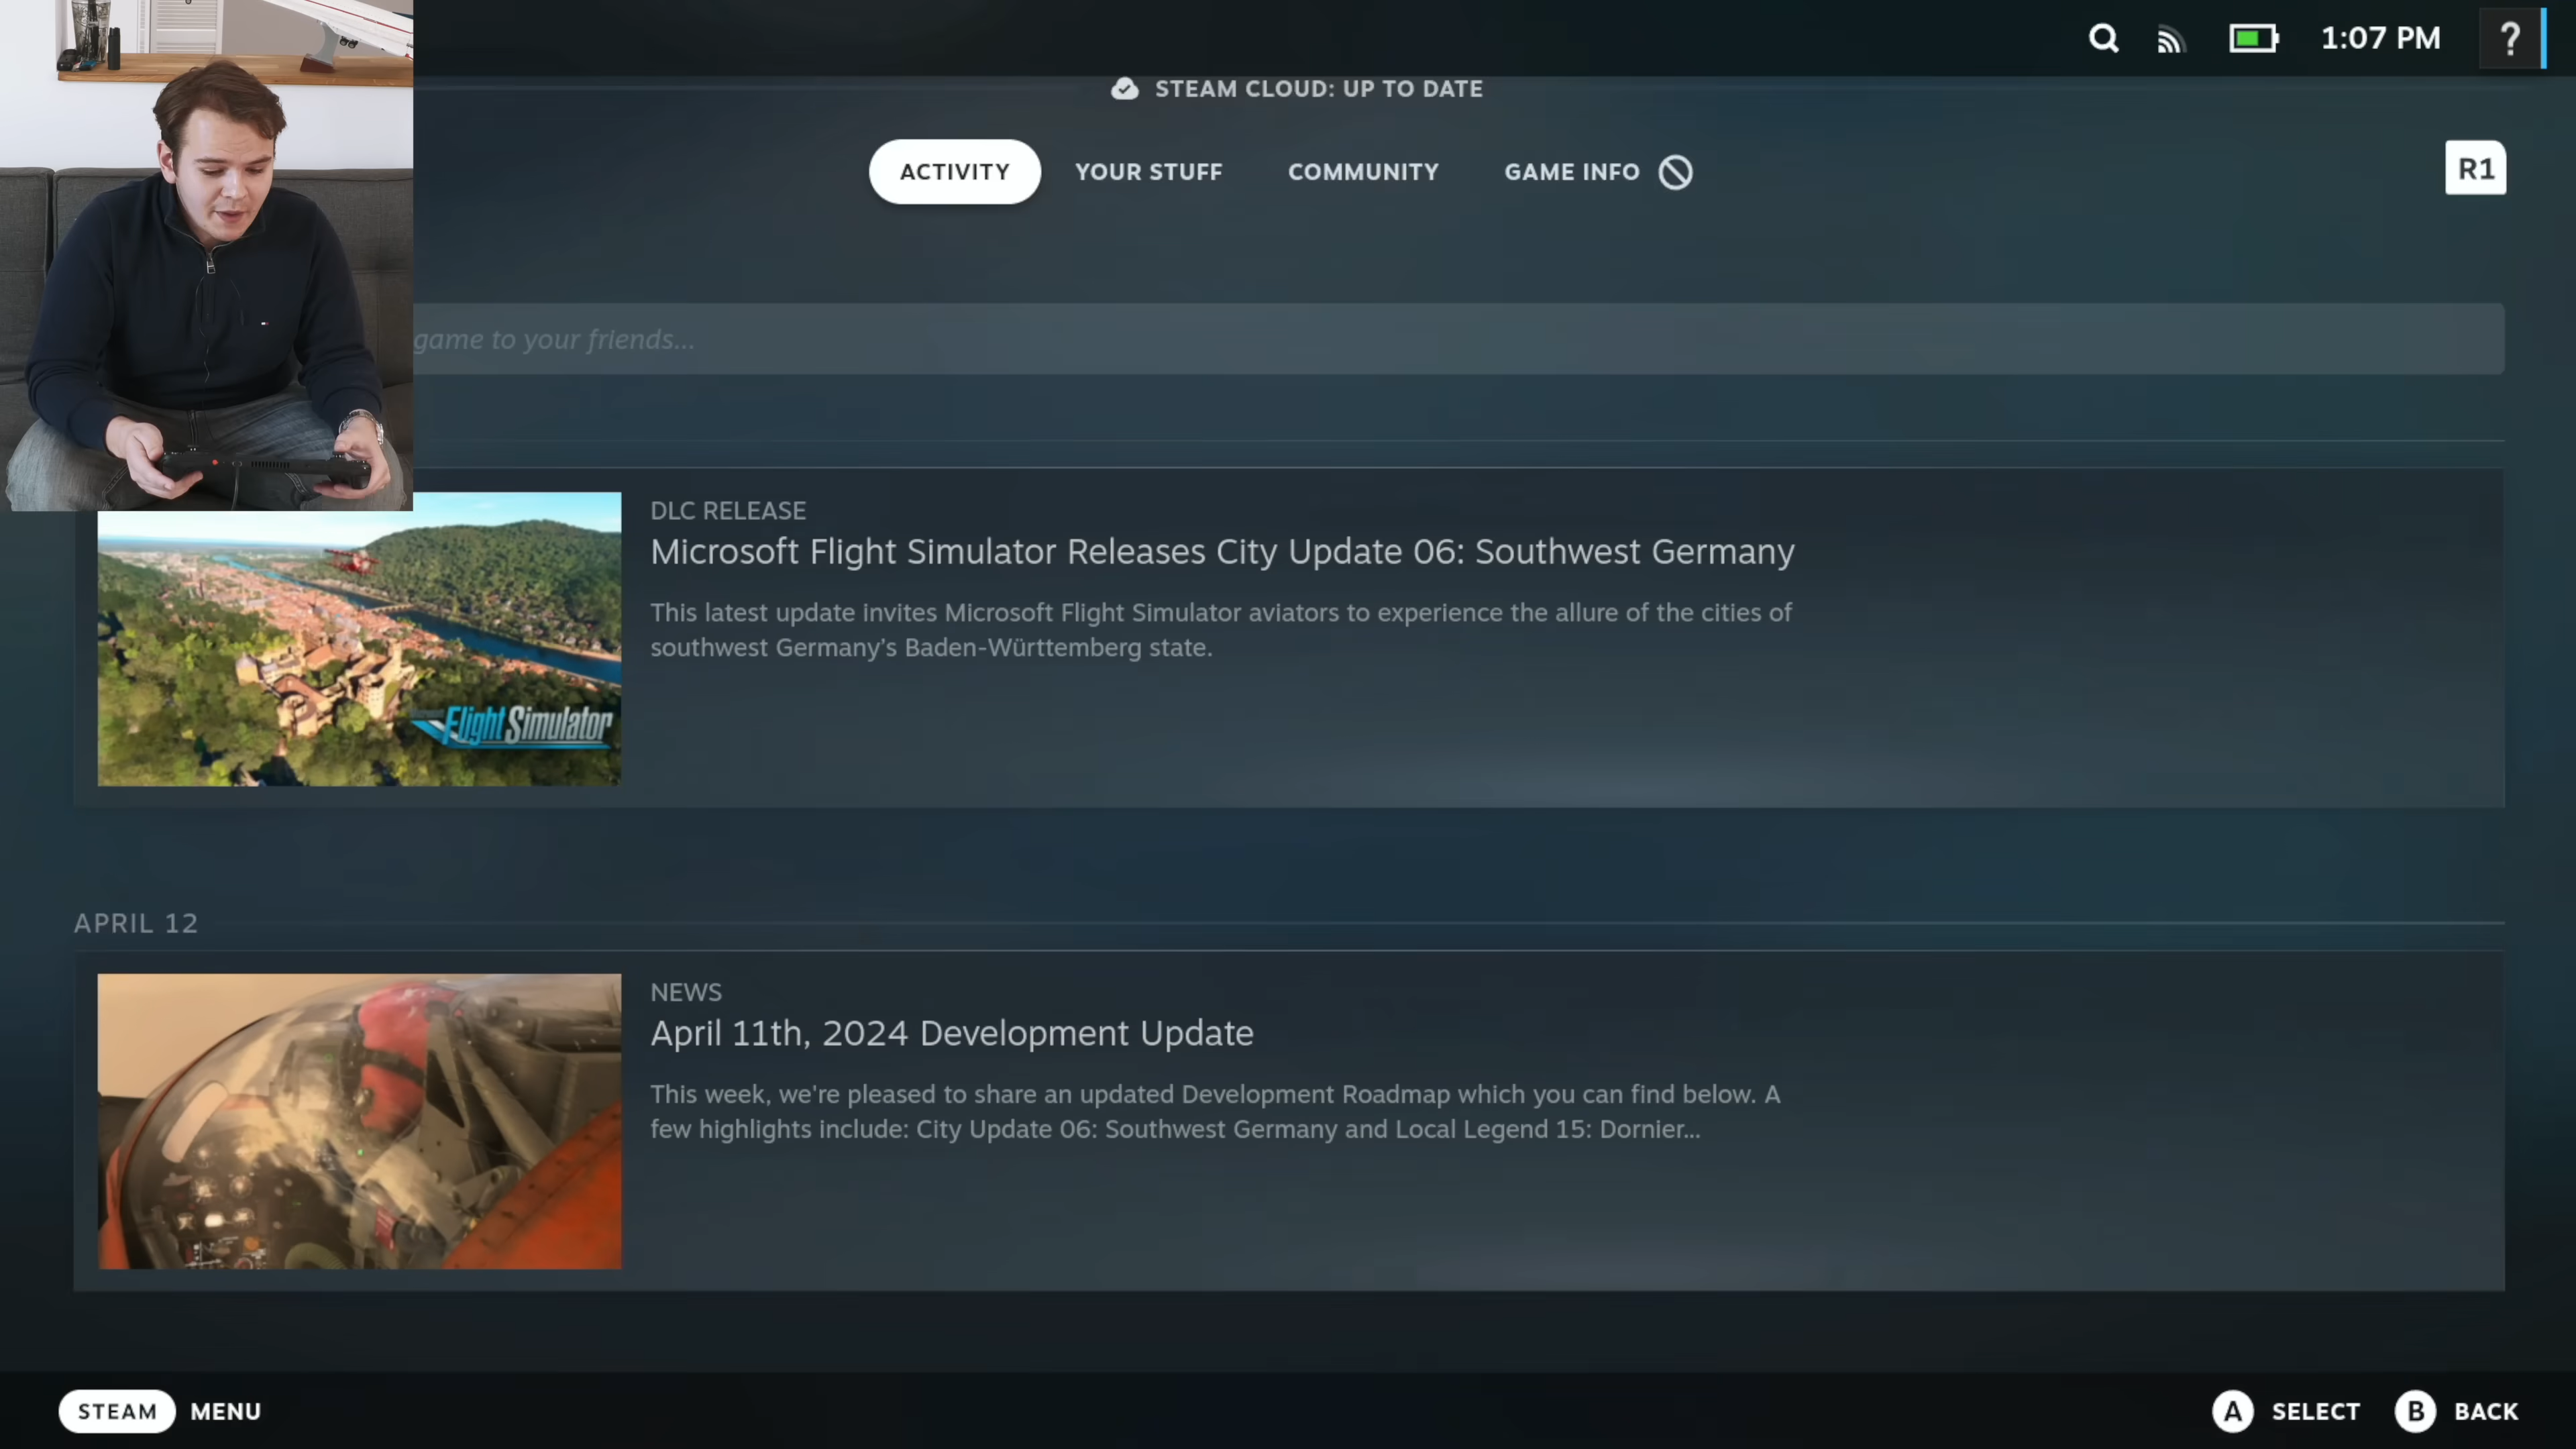 1:07 PM
?
STEAM CLOUD: UP TO DATE
ACTIVITY
YOUR STUFF
COMMUNITY
GAME INFO
R1
game to your friends...
DLC RELEASE
Microsoft Flight Simulator Releases City Update 06: Southwest Germany
This latest update invites Microsoft Flight Simulator aviators to experience the allure of the cities of
southwest Germany's Baden-Württemberg state.
Flight Simulator
APRIL 12
NEWS
April 11th, 2024 Development Update
This week, we're pleased to share an updated Development Roadmap which you can find below. A
few highlights include: City Update 06: Southwest Germany and Local Legend 15: Dornier...
STEAM MENU
A SELECT B BACK